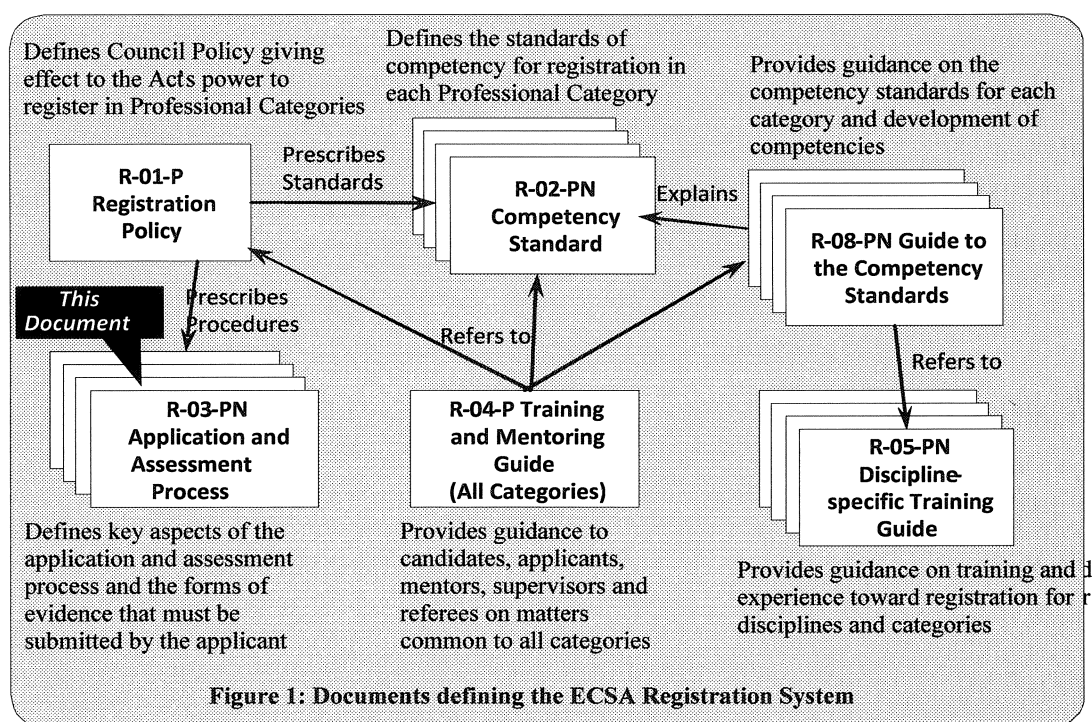 Defines Council Policy giving
effect to the Act's power to
register in Professional Categories
Defines the standards of
competency for registration in
each Professional Category
Provides guidance on the
competency standards for each
category and development of
competencies
R-01-P
Registration
Policy
Prescribes
Standards
R-02-PN
Competency
Standard
Explains
R-08-PN Guide to
the Competency
Standards
This
Document
Prescribes
Procedures
Refers to
Refers to
R-03-PN
Application and
Assessment
Process
R-04-P Training
and Mentoring
Guide
(All Categories)
R-05-PN
Discipline-
specific Training
Guide
Defines key aspects of the
application and assessment
process and the forms of
evidence that must be
submitted by the applicant
Provides guidance to
candidates, applicants,
mentors, supervisors and
referees on matters
common to all categories
Provides guidance on training and
experience toward registration for
disciplines and categories
Figure 1: Documents defining the ECSA Registration System